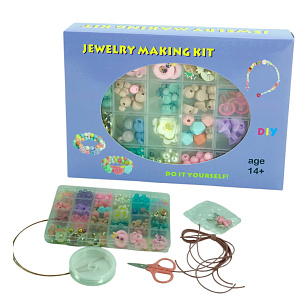 JEWELRY MAKING KIT
DIY
age
14+
DO IT YOURSELF!